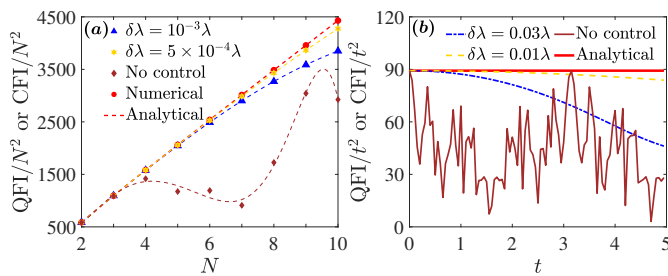 (a)
δλ = 10⁻³λ
δλ = 5 × 10⁻⁴λ
No control
Numerical
Analytical
QFI/N² or CFI/N²
4500
3500
2500
1500
500
2 4 6 8 10
N
(b)
δλ = 0.03λ
δλ = 0.01λ
No control
Analytical
QFI/t² or CFI/t²
120
90
60
30
0
0 1 2 3 4 5
t